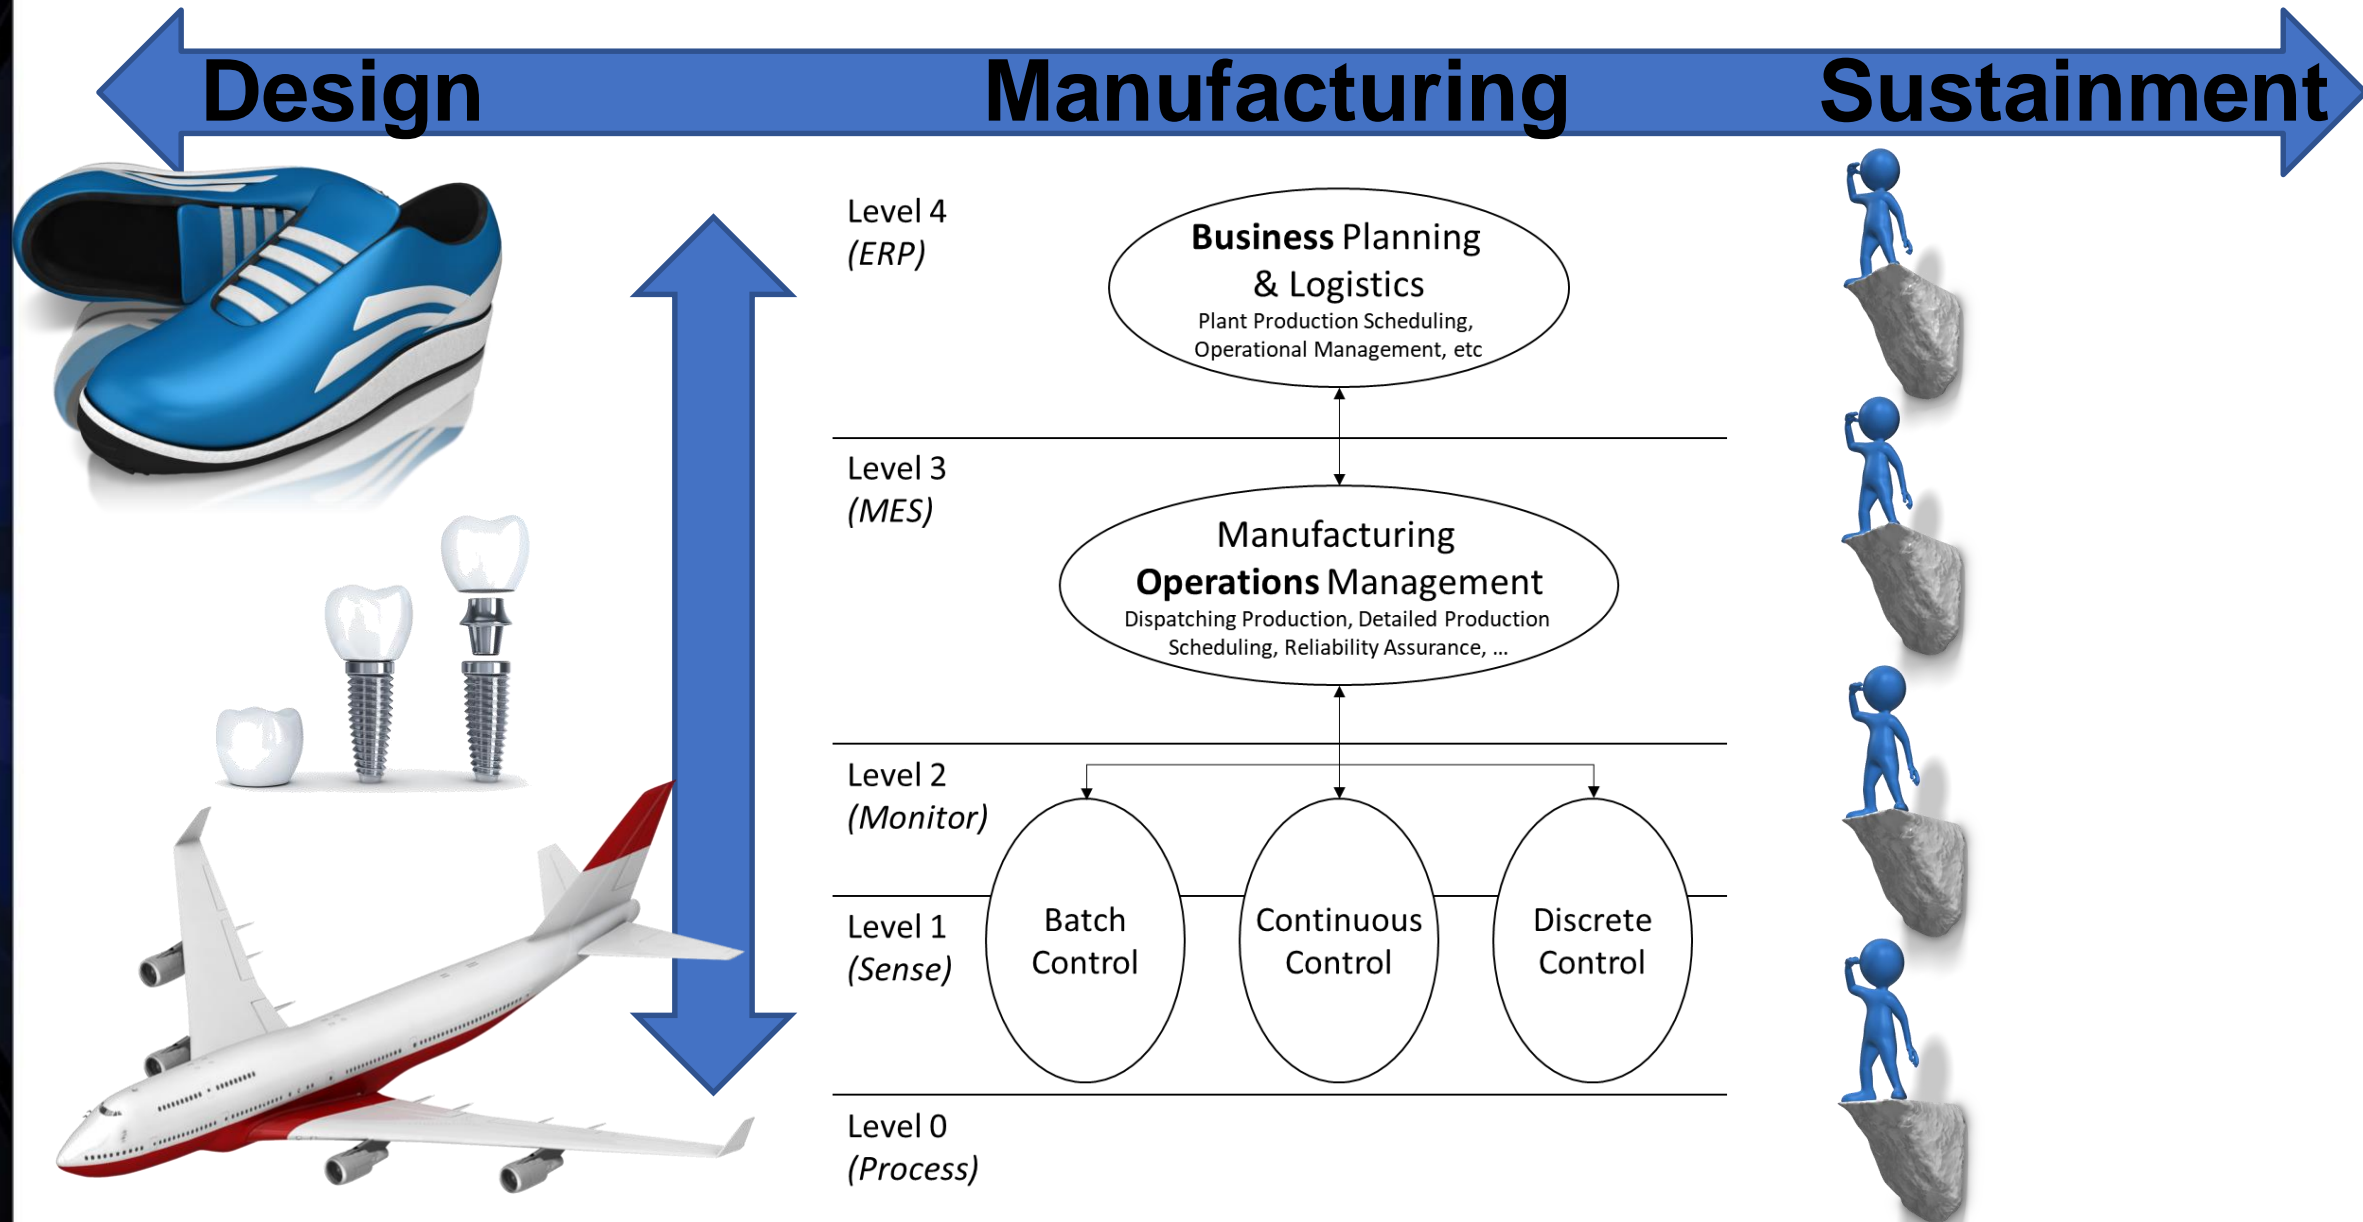 Design Manufacturing Sustainment
Level 4
(ERP)
Business Planning
& Logistics
Plant Production Scheduling,
Operational Management, etc
Level 3
(MES)
Manufacturing
Operations Management
Dispatching Production, Detailed Production
Scheduling, Reliability Assurance, ...
Level 2
(Monitor)
Level 1
(Sense)
Batch
Control
Continuous
Control
Discrete
Control
Level 0
(Process)